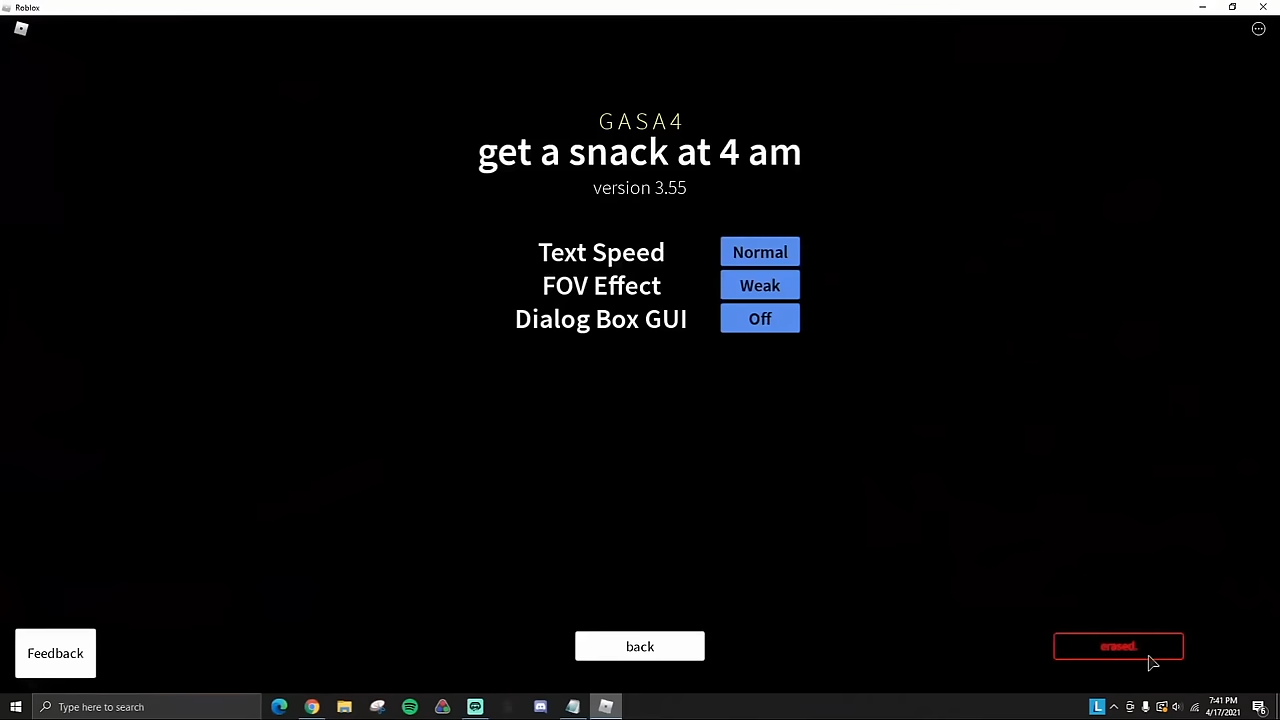 Roblox
GASA4
get a snack at 4 am
version 3.55
Text Speed Normal
FOV Effect Weak
Dialog Box GUI Off
Feedback
back
erased.
Type here to search
L
7:41 PM
4/17/2021